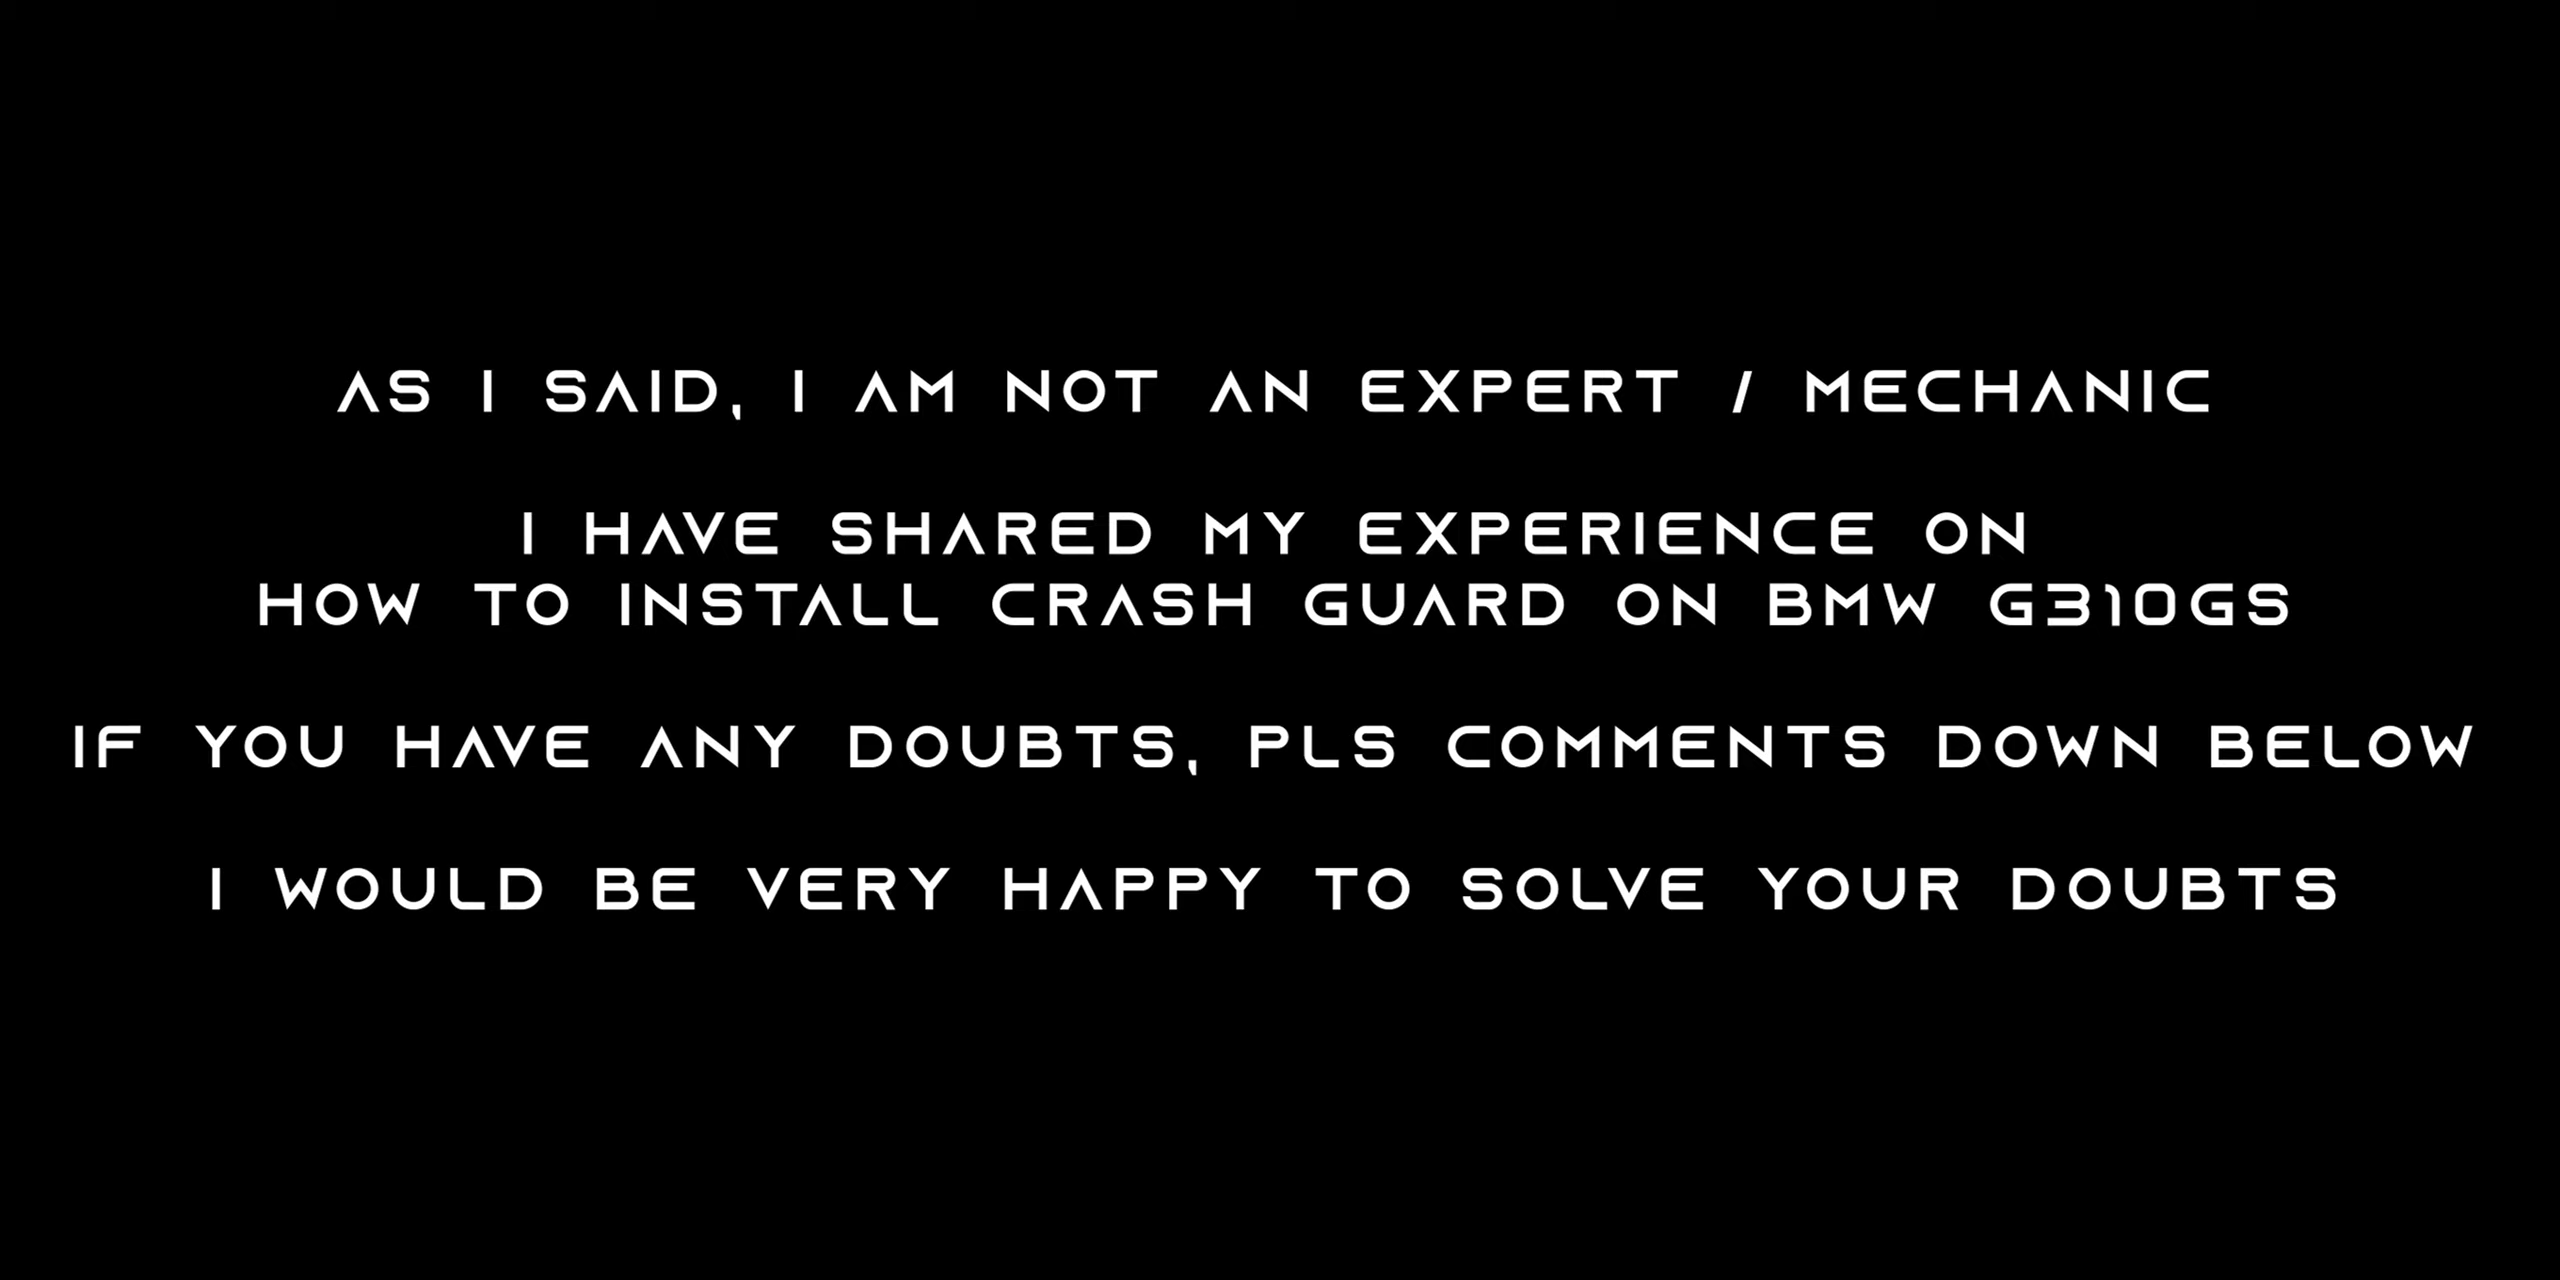 AS I SAID, I AM NOT AN EXPERT / MECHANIC
I HAVE SHARED MY EXPERIENCE ON
HOW TO INSTALL CRASH GUARD ON BMW G310GS
IF YOU HAVE ANY DOUBTS, PLS COMMENTS DOWN BELOW
I WOULD BE VERY HAPPY TO SOLVE YOUR DOUBTS